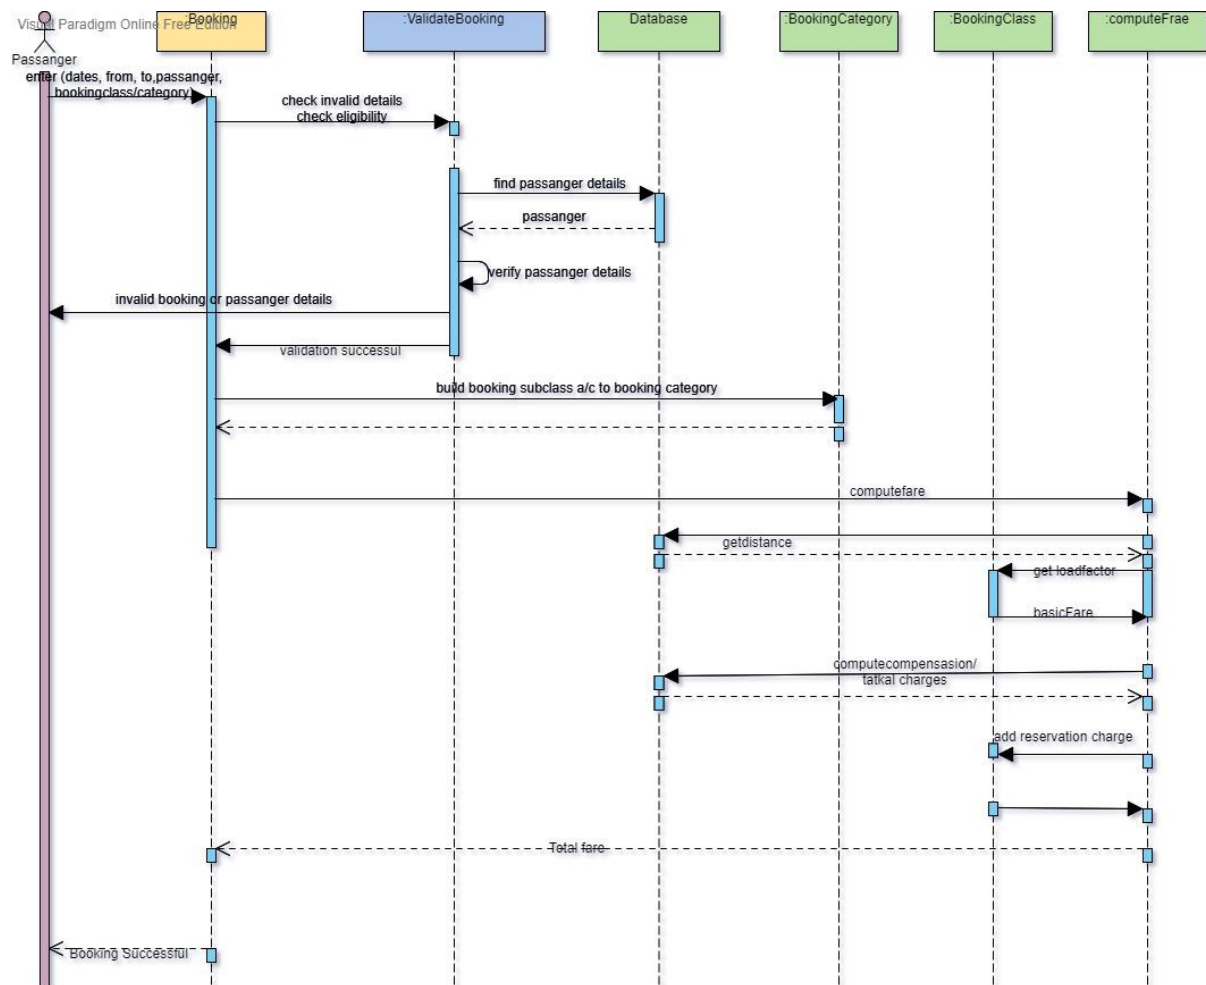 Visual Paradigm Online Free Edition
Booking
:ValidateBooking
Database
:BookingCategory
:BookingClass
:computeFrae
Passanger
enter (dates, from, to,passanger,
bookingclass/category)
check invalid details
check eligibility
find passanger details
passanger
verify passanger details
invalid booking or passanger details
validation successul
build booking subclass a/c to booking category
computefare
getdistance
get loadfactor
basicFare
computecompensasion/
tatkal charges
add reservation charge
Total fare
Booking Successful